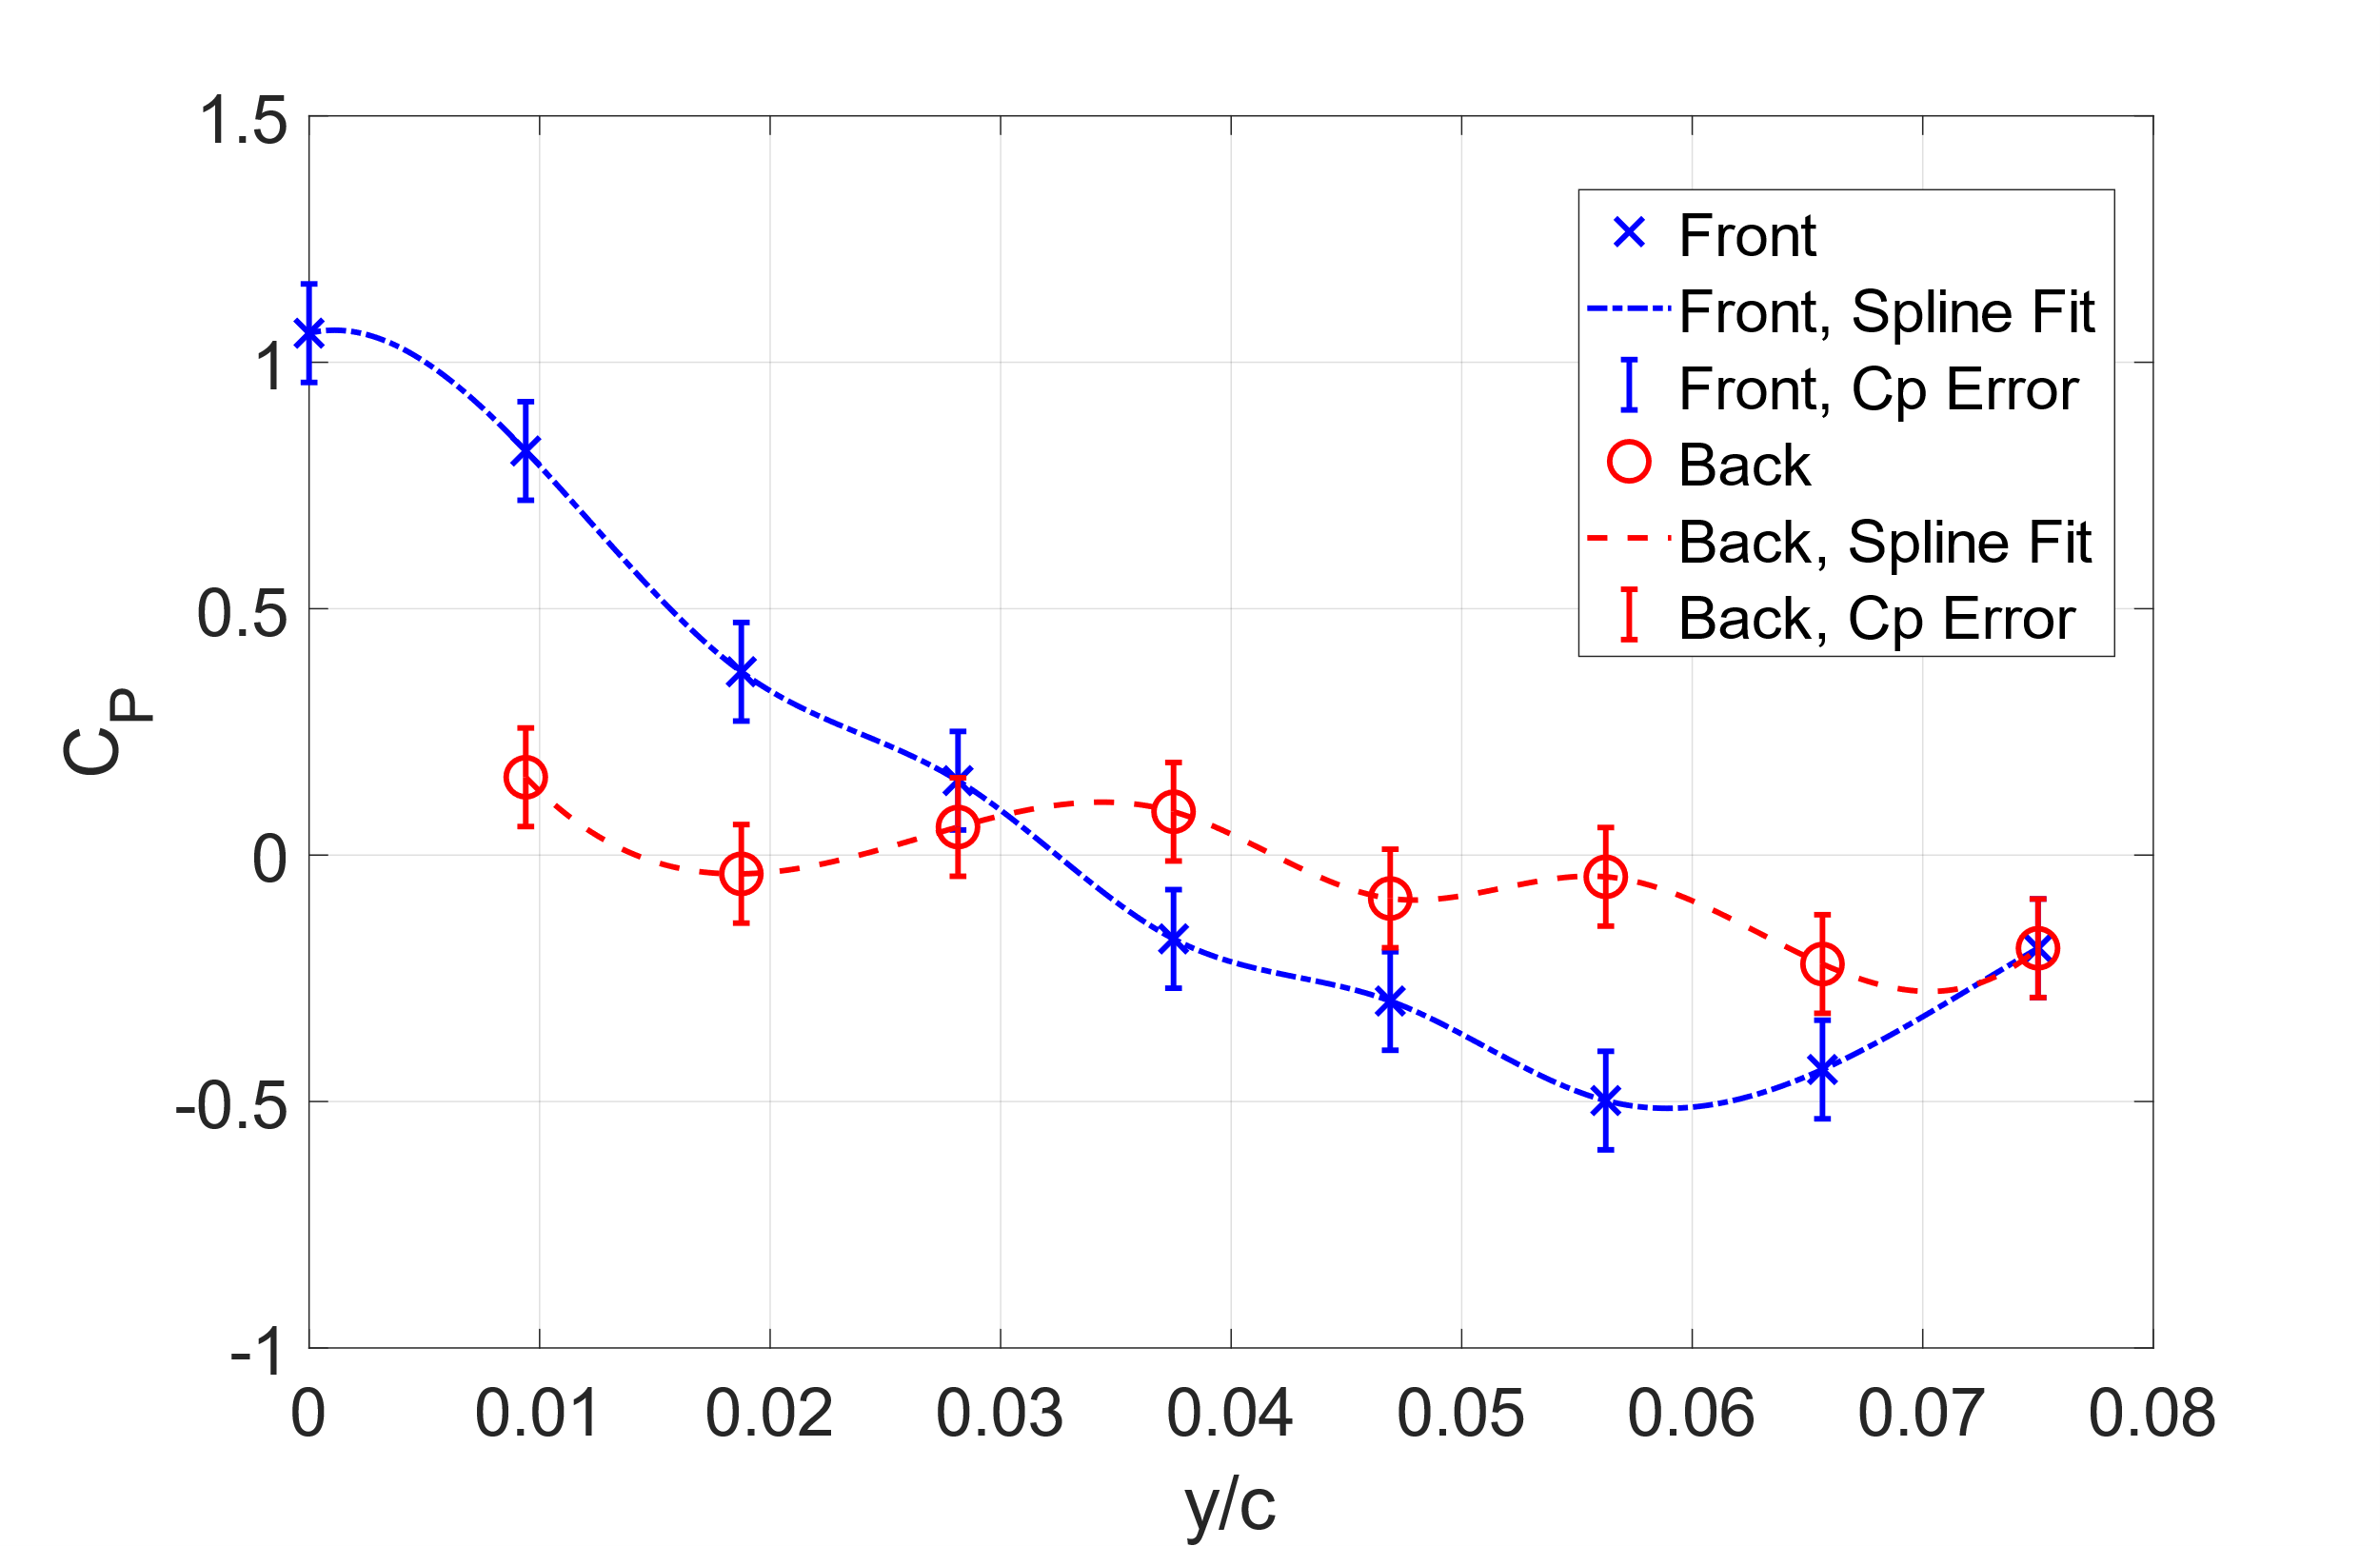 1.5
1
0.5
0
-0.5
-1
C_P
0 0.01 0.02 0.03 0.04 0.05 0.06 0.07 0.08
y/c
Front
Front, Spline Fit
Front, Cp Error
Back
Back, Spline Fit
Back, Cp Error